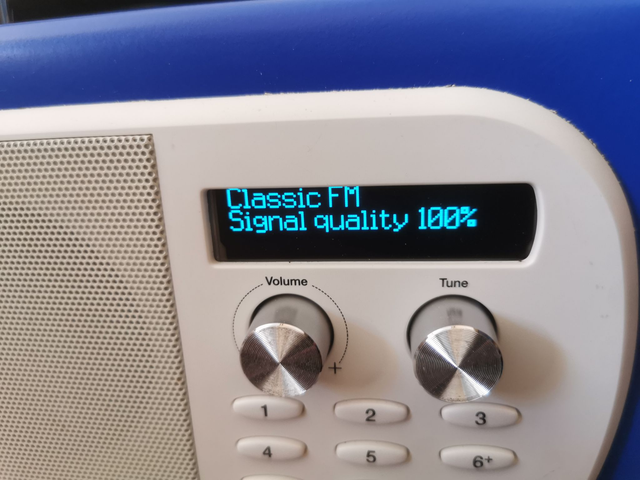 Classic FM
Signal quality 100%
Volume
Tune
+
1
2
3
4
5
6+